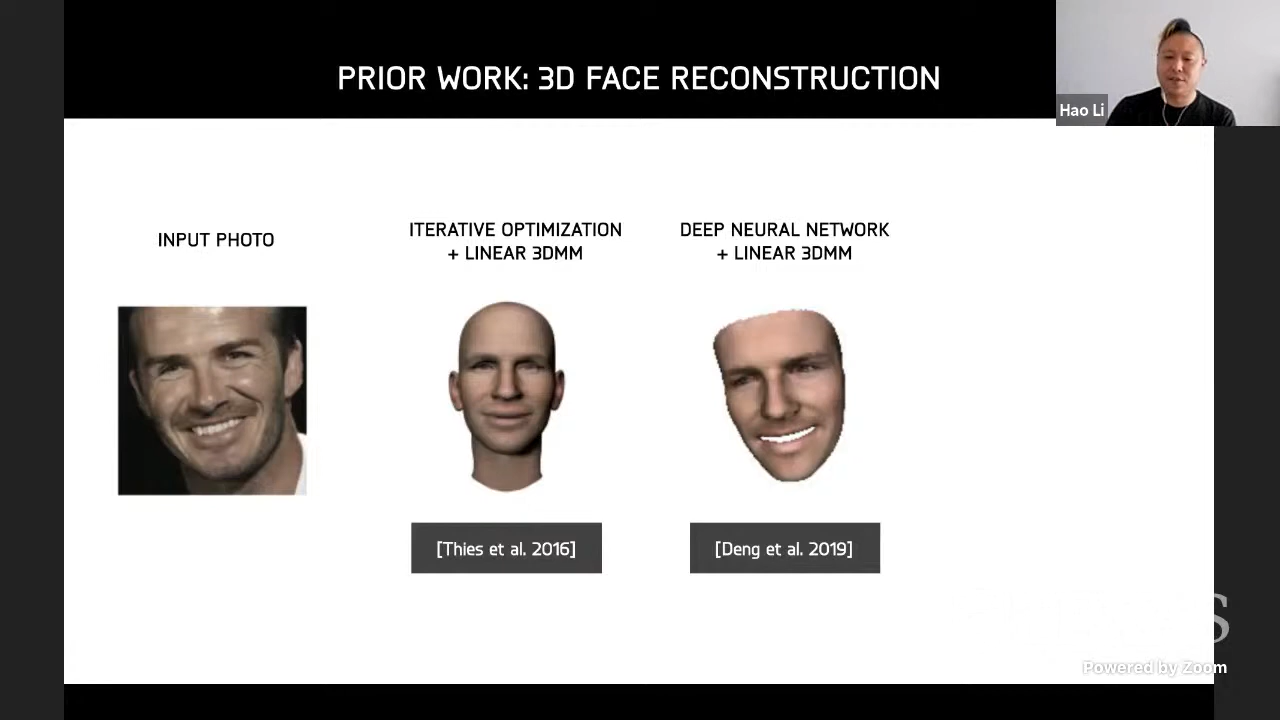 PRIOR WORK: 3D FACE RECONSTRUCTION
Hao Li
INPUT PHOTO
ITERATIVE OPTIMIZATION
+ LINEAR 3DMM
DEEP NEURAL NETWORK
+ LINEAR 3DMM
[Thies et al. 2016]
[Deng et al. 2019]
S
Powered by Zoom